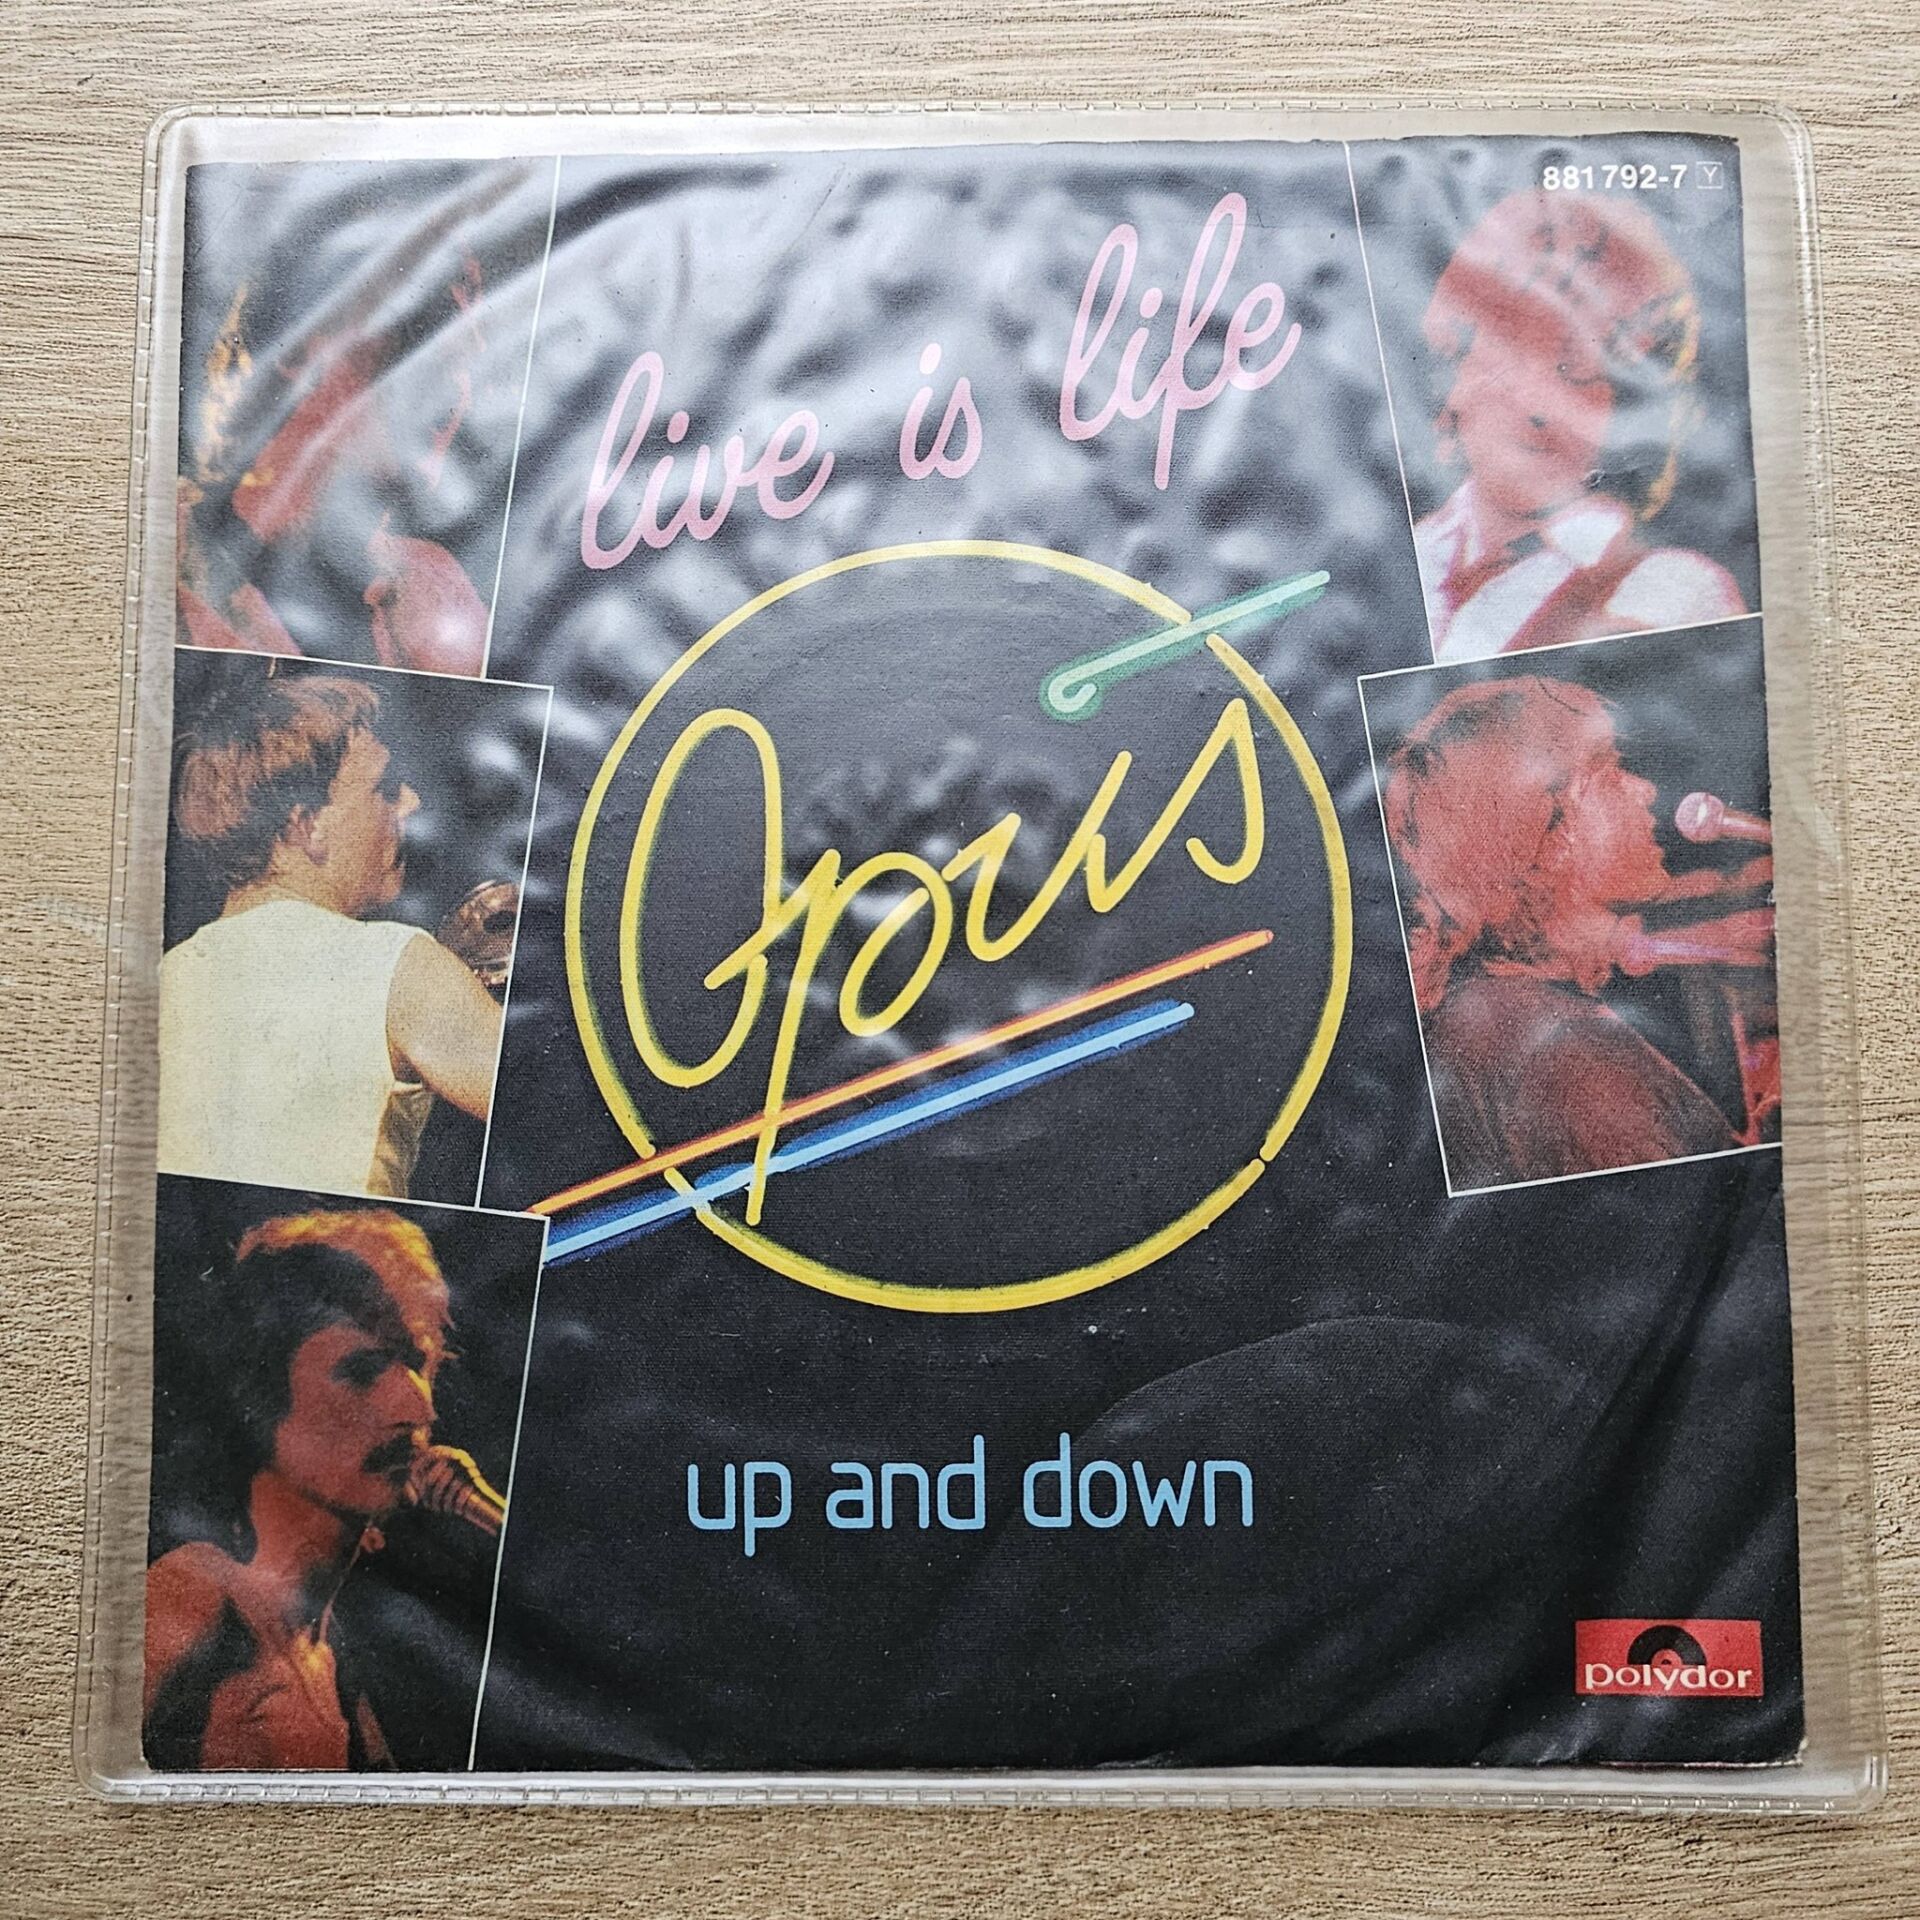 881 792-7 Y
live is life
Opus
up and down
polydor